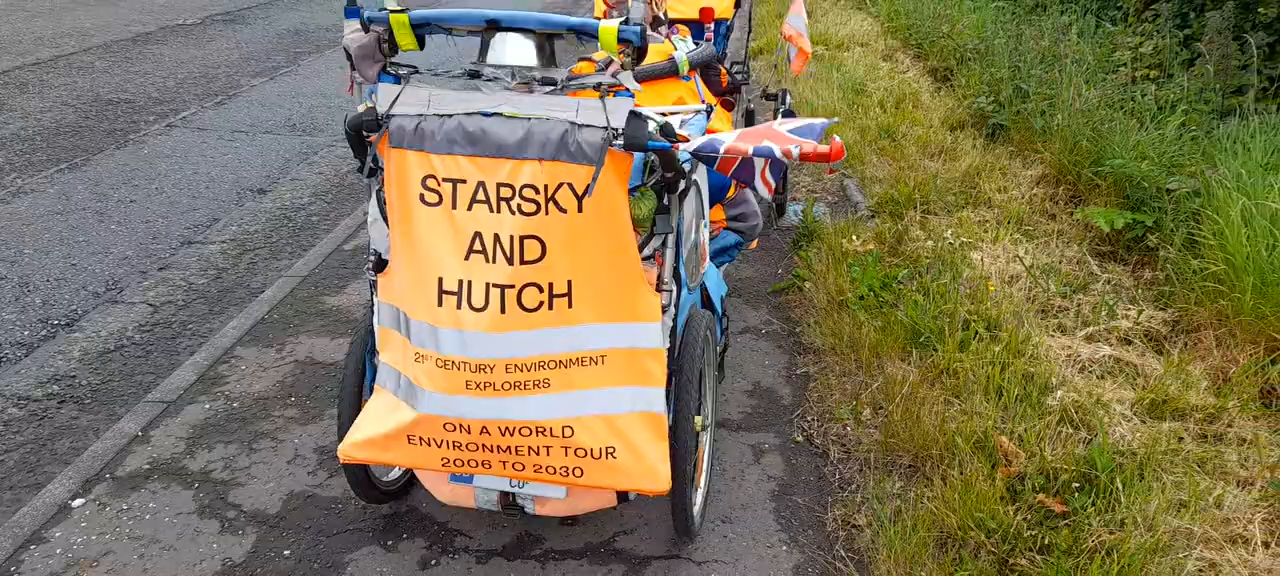 STARSKY
AND
HUTCH
21ST CENTURY ENVIRONMENT
EXPLORERS
ON A WORLD
ENVIRONMENT TOUR
2006 TO 2030